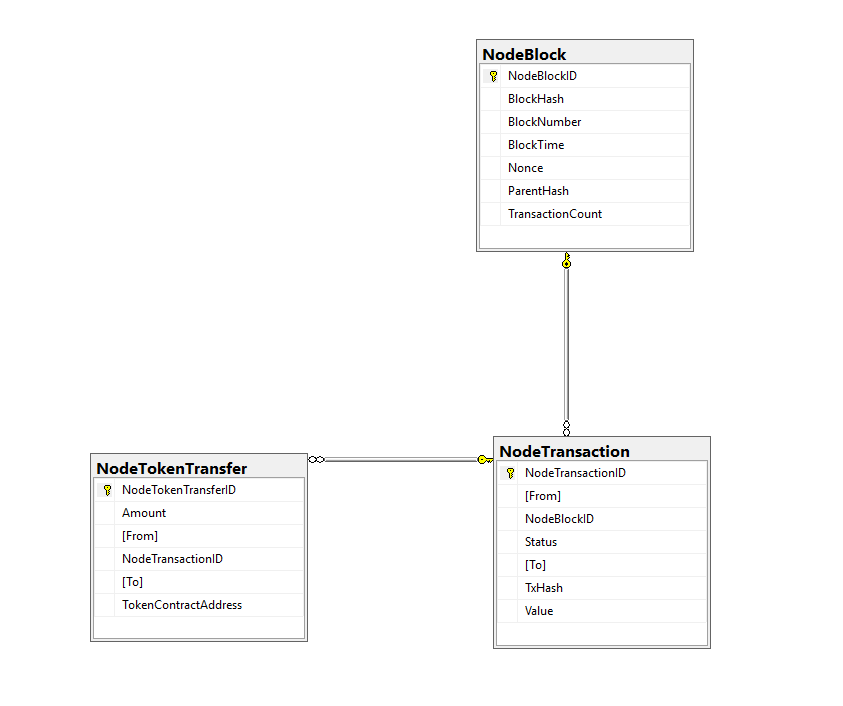 NodeBlock
NodeBlockID
BlockHash
BlockNumber
BlockTime
Nonce
ParentHash
TransactionCount
NodeTokenTransfer
NodeTokenTransferID
Amount
[From]
NodeTransactionID
[To]
TokenContractAddress
NodeTransaction
NodeTransactionID
[From]
NodeBlockID
Status
[To]
TxHash
Value